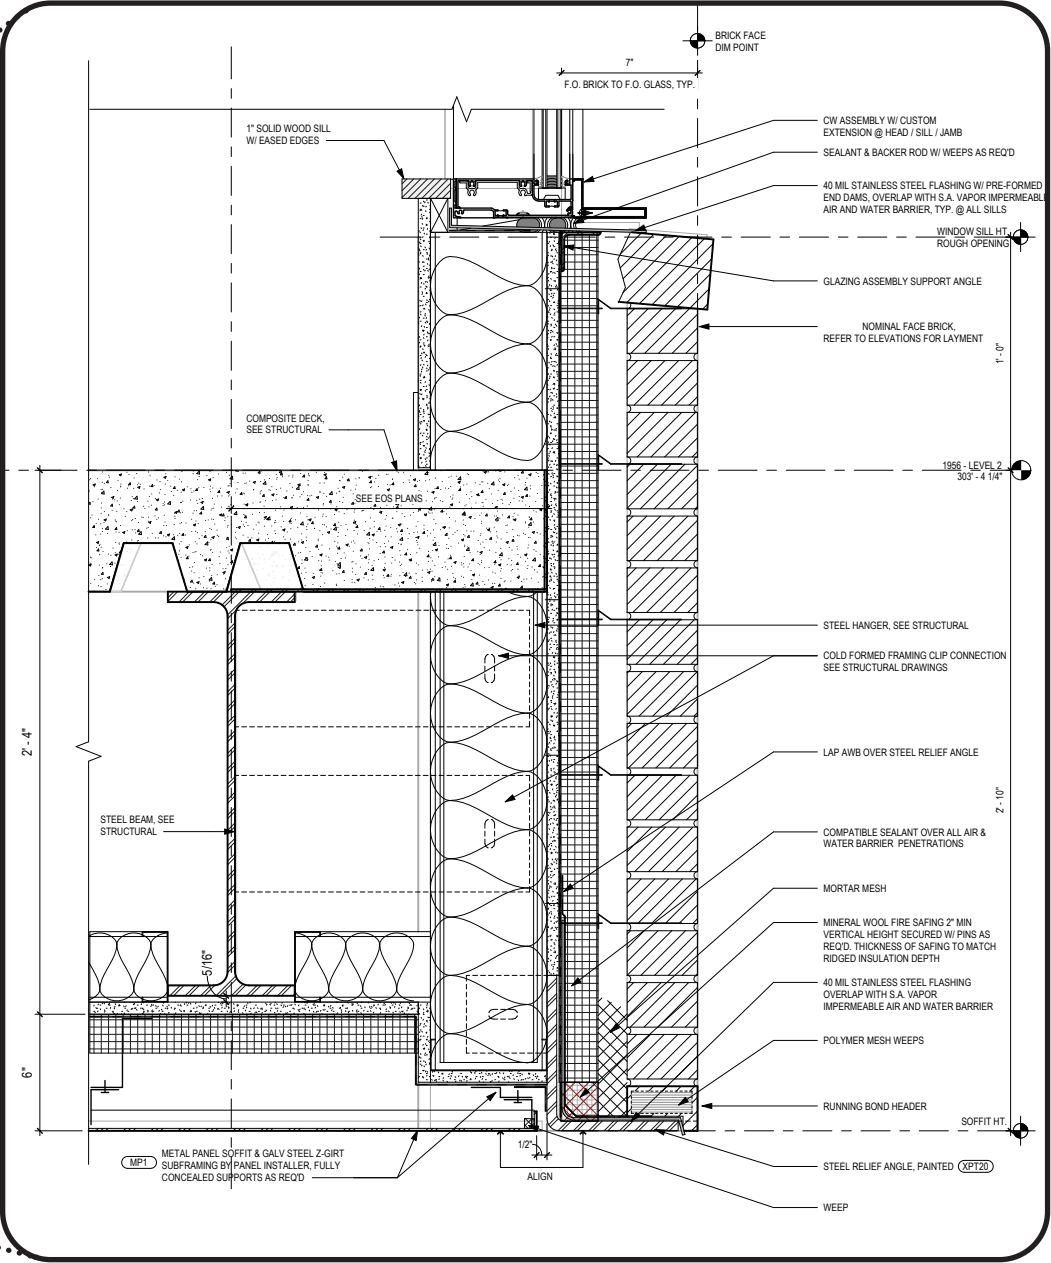 BRICK FACE
DIM POINT
7"
F.O. BRICK TO F.O. GLASS, TYP.
1" SOLID WOOD SILL
W/ EASED EDGES
CW ASSEMBLY W/ CUSTOM
EXTENSION @ HEAD / SILL / JAMB
SEALANT & BACKER ROD W/ WEEPS AS REQ'D
40 MIL STAINLESS STEEL FLASHING W/ PRE-FORMED
END DAMS, OVERLAP WITH S.A. VAPOR IMPERMEABLE
AIR AND WATER BARRIER, TYP. @ ALL SILLS
WINDOW SILL HT.
ROUGH OPENING
GLAZING ASSEMBLY SUPPORT ANGLE
NOMINAL FACE BRICK,
REFER TO ELEVATIONS FOR LAYMENT
1' - 0"
COMPOSITE DECK,
SEE STRUCTURAL
1956 - LEVEL 2
303' - 4 1/4"
SEE EOS PLANS
STEEL HANGER, SEE STRUCTURAL
COLD FORMED FRAMING CLIP CONNECTION
SEE STRUCTURAL DRAWINGS
2' - 4"
LAP AWB OVER STEEL RELIEF ANGLE
2' - 10"
STEEL BEAM, SEE
STRUCTURAL
COMPATIBLE SEALANT OVER ALL AIR &
WATER BARRIER PENETRATIONS
MORTAR MESH
MINERAL WOOL FIRE SAFING 2" MIN
VERTICAL HEIGHT SECURED W/ PINS AS
REQ'D. THICKNESS OF SAFING TO MATCH
RIDGED INSULATION DEPTH
5/16"
40 MIL STAINLESS STEEL FLASHING
OVERLAP WITH S.A. VAPOR
IMPERMEABLE AIR AND WATER BARRIER
POLYMER MESH WEEPS
6"
RUNNING BOND HEADER
SOFFIT HT.
1/2"
MP1
METAL PANEL SOFFIT & GALV STEEL Z-GIRT
SUBFRAMING BY PANEL INSTALLER, FULLY
CONCEALED SUPPORTS AS REQ'D
ALIGN
STEEL RELIEF ANGLE, PAINTED XPT20
WEEP